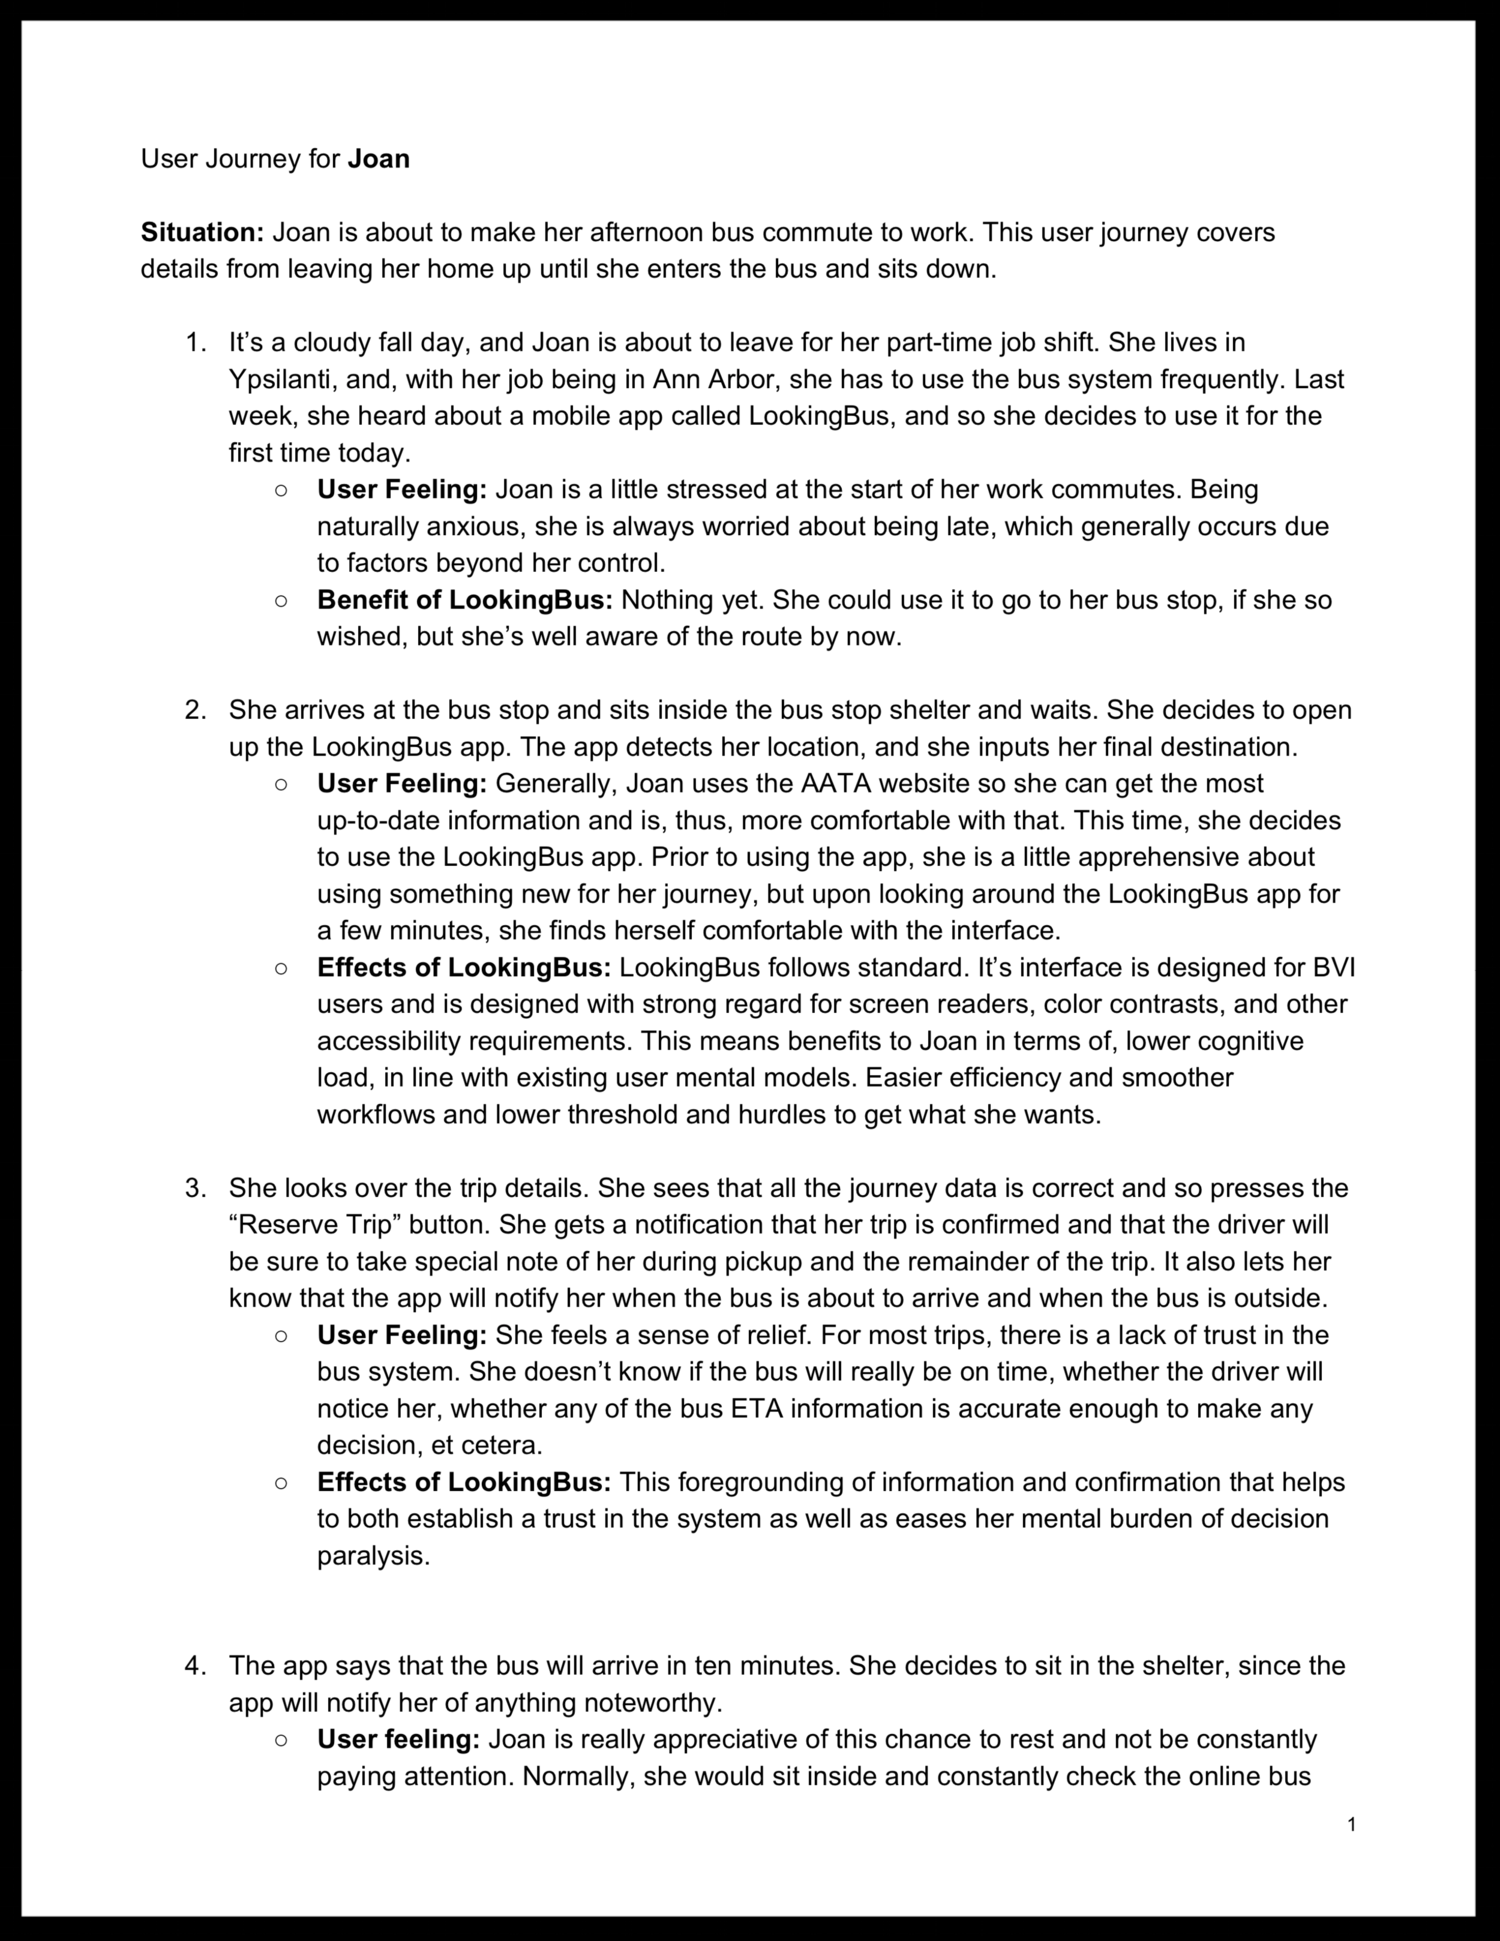 User Journey for Joan
Situation: Joan is about to make her afternoon bus commute to work. This user journey covers
details from leaving her home up until she enters the bus and sits down.
1. It’s a cloudy fall day, and Joan is about to leave for her part-time job shift. She lives in
Ypsilanti, and, with her job being in Ann Arbor, she has to use the bus system frequently. Last
week, she heard about a mobile app called LookingBus, and so she decides to use it for the
first time today.
○ User Feeling: Joan is a little stressed at the start of her work commutes. Being
naturally anxious, she is always worried about being late, which generally occurs due
to factors beyond her control.
○ Benefit of LookingBus: Nothing yet. She could use it to go to her bus stop, if she so
wished, but she’s well aware of the route by now.
2. She arrives at the bus stop and sits inside the bus stop shelter and waits. She decides to open
up the LookingBus app. The app detects her location, and she inputs her final destination.
○ User Feeling: Generally, Joan uses the AATA website so she can get the most
up-to-date information and is, thus, more comfortable with that. This time, she decides
to use the LookingBus app. Prior to using the app, she is a little apprehensive about
using something new for her journey, but upon looking around the LookingBus app for
a few minutes, she finds herself comfortable with the interface.
○ Effects of LookingBus: LookingBus follows standard. It’s interface is designed for BVI
users and is designed with strong regard for screen readers, color contrasts, and other
accessibility requirements. This means benefits to Joan in terms of, lower cognitive
load, in line with existing user mental models. Easier efficiency and smoother
workflows and lower threshold and hurdles to get what she wants.
3. She looks over the trip details. She sees that all the journey data is correct and so presses the
“Reserve Trip” button. She gets a notification that her trip is confirmed and that the driver will
be sure to take special note of her during pickup and the remainder of the trip. It also lets her
know that the app will notify her when the bus is about to arrive and when the bus is outside.
○ User Feeling: She feels a sense of relief. For most trips, there is a lack of trust in the
bus system. She doesn’t know if the bus will really be on time, whether the driver will
notice her, whether any of the bus ETA information is accurate enough to make any
decision, et cetera.
○ Effects of LookingBus: This foregrounding of information and confirmation that helps
to both establish a trust in the system as well as eases her mental burden of decision
paralysis.
4. The app says that the bus will arrive in ten minutes. She decides to sit in the shelter, since the
app will notify her of anything noteworthy.
○ User feeling: Joan is really appreciative of this chance to rest and not be constantly
paying attention. Normally, she would sit inside and constantly check the online bus
1